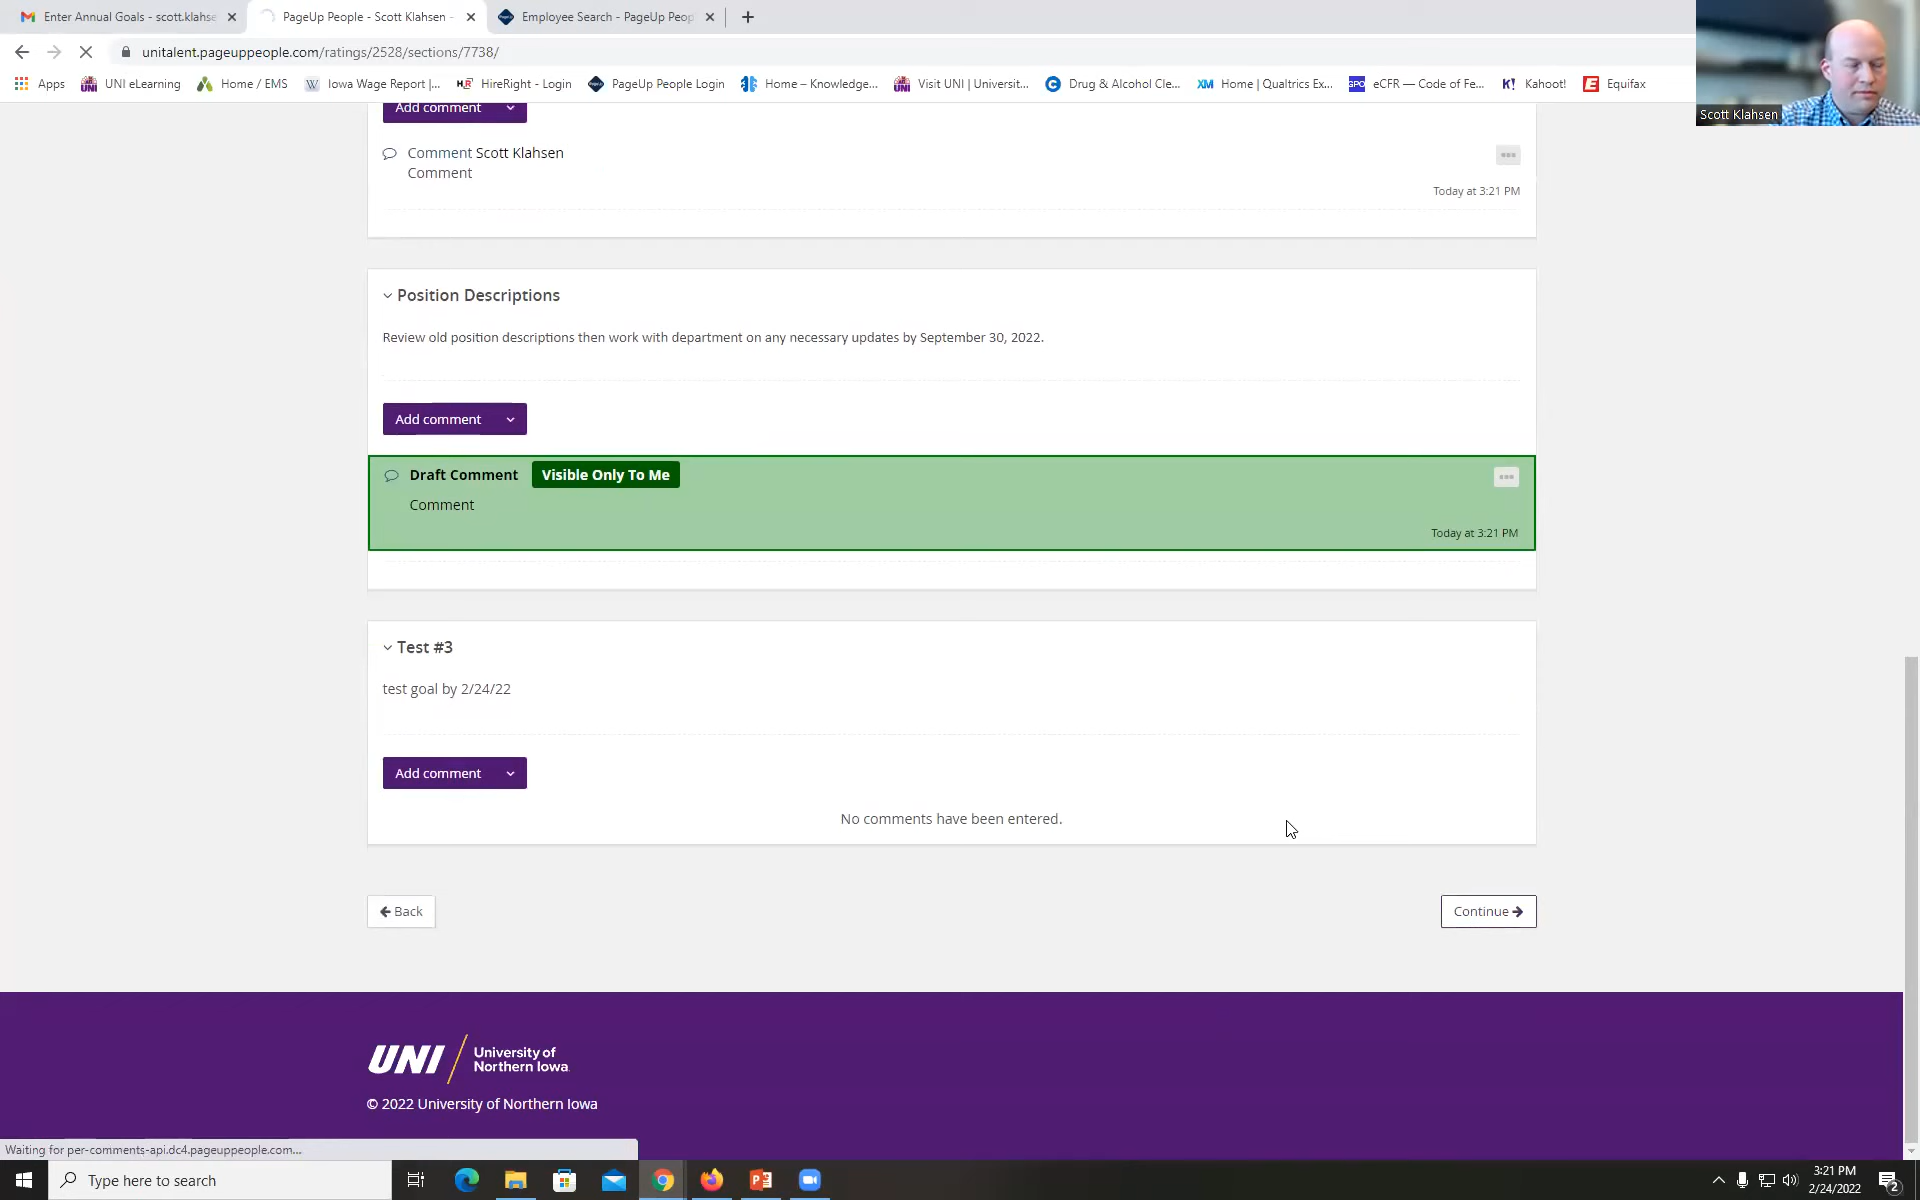 Enter Annual Goals - scott.klahse
PageUp People - Scott Klahsen -
Employee Search - PageUp Peop
unitalent.pageuppeople.com/ratings/2528/sections/7738/
Apps UNI eLearning Home / EMS Iowa Wage Report |... HireRight - Login PageUp People Login Home – Knowledge... Visit UNI | Universit... Drug & Alcohol Cle... Home | Qualtrics Ex... eCFR — Code of Fe... Kahoot! Equifax
Scott Klahsen
Add comment
Comment Scott Klahsen
Comment
Today at 3:21 PM
Position Descriptions
Review old position descriptions then work with department on any necessary updates by September 30, 2022.
Add comment
Draft Comment Visible Only To Me
Comment
Today at 3:21 PM
Test #3
test goal by 2/24/22
Add comment
No comments have been entered.
Back
Continue
UNI
University of
Northern Iowa
© 2022 University of Northern Iowa
Waiting for per-comments-api.dc4.pageuppeople.com...
Type here to search
3:21 PM
2/24/2022
2